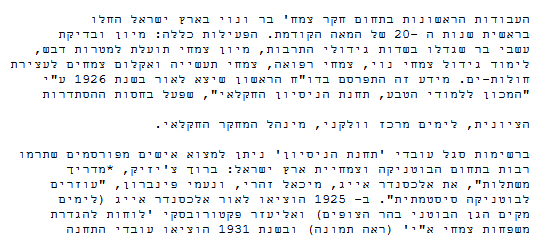 העבודות הראשונות בתחום חקר צמחי בר ונוי בארץ ישראל החלו
בראשית שנות ה -20 של המאה הקודמת. הפעילות כללה: מיון ובדיקת
עשבי בר שגדלו בשדות גידולי התרבות, מיון צמחי תועלת למטרות דבש,
לימוד גידול צמחי נוי, צמחי רפואה, צמחי תעשייה ואקלום צמחים לעצירת
חולות-ים. מידע זה התפרסם בדו"ח הראשון שיצא לאור בשנת 1926 ע"י
"המכון ללמודי הטבע, תחנת הניסיון החקלאי", שפעל בחסות ההסתדרות
הציונית, לימים מרכז וולקני, מינהל המחקר החקלאי.
ברשימות סגל עובדי 'תחנת הניסיון' ניתן למצוא אישים מפורסמים שתרמו
רבות בתחום הבוטניקה וצמחיית ארץ ישראל: ברוך צ'יזיק, *מדריך
משתלות", את אלכסנדר אייג, מיכאל זהרי, ונעמי פינברון, "עוזרים
לבוטניקה סיסטמתית". ב- 1925 הוציאו לאור אלכסנדר אייג (לימים
מקים הגן הבוטני בהר הצופים) ואליעזר פקטורובסקי 'לוחות להגדרת
משפחות צמחי א"י' (ראה תמונה) ובשנת 1931 הוציאו עובדי התחנה